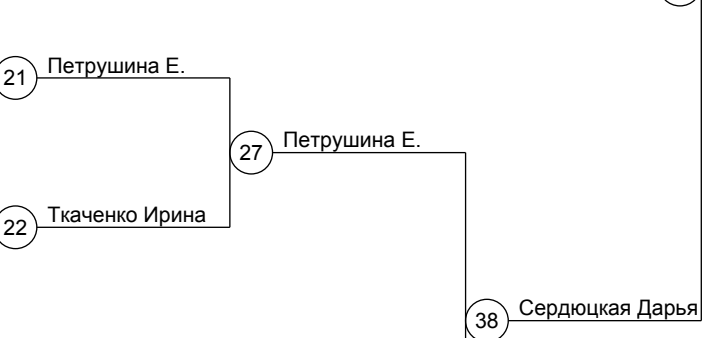 21 Петрушина Е.
27 Петрушина Е.
22 Ткаченко Ирина
38 Сердюцкая Дарья